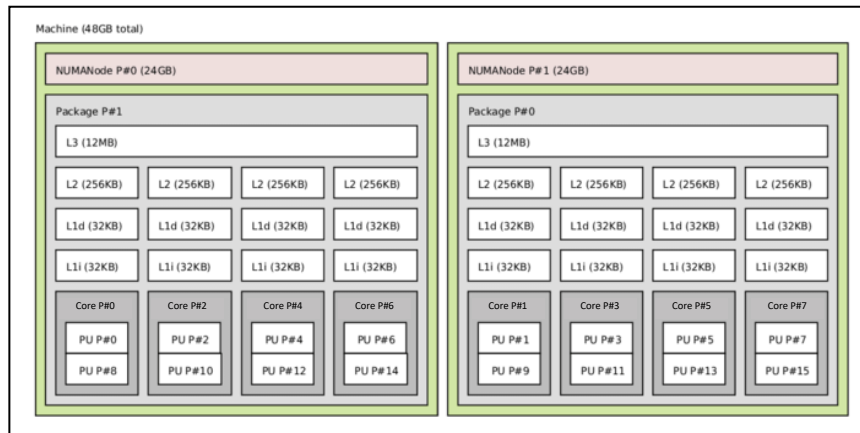 Machine (48GB total)
NUMANode P#0 (24GB)
Package P#1
L3 (12MB)
L2 (256KB) L2 (256KB) L2 (256KB) L2 (256KB)
L1d (32KB) L1d (32KB) L1d (32KB) L1d (32KB)
L1i (32KB) L1i (32KB) L1i (32KB) L1i (32KB)
Core P#0 Core P#2 Core P#4 Core P#6
PU P#0 PU P#2 PU P#4 PU P#6
PU P#8 PU P#10 PU P#12 PU P#14
NUMANode P#1 (24GB)
Package P#0
L3 (12MB)
L2 (256KB) L2 (256KB) L2 (256KB) L2 (256KB)
L1d (32KB) L1d (32KB) L1d (32KB) L1d (32KB)
L1i (32KB) L1i (32KB) L1i (32KB) L1i (32KB)
Core P#1 Core P#3 Core P#5 Core P#7
PU P#1 PU P#3 PU P#5 PU P#7
PU P#9 PU P#11 PU P#13 PU P#15